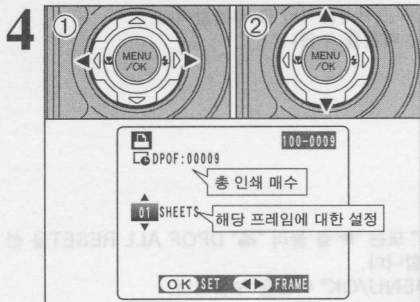 4
① ②
MENU /OK MENU /OK
100-0009
DPOF:00009
총 인쇄 매수
01 SHEETS 해당 프레임에 대한 설정
OK SET ◀▶ FRAME